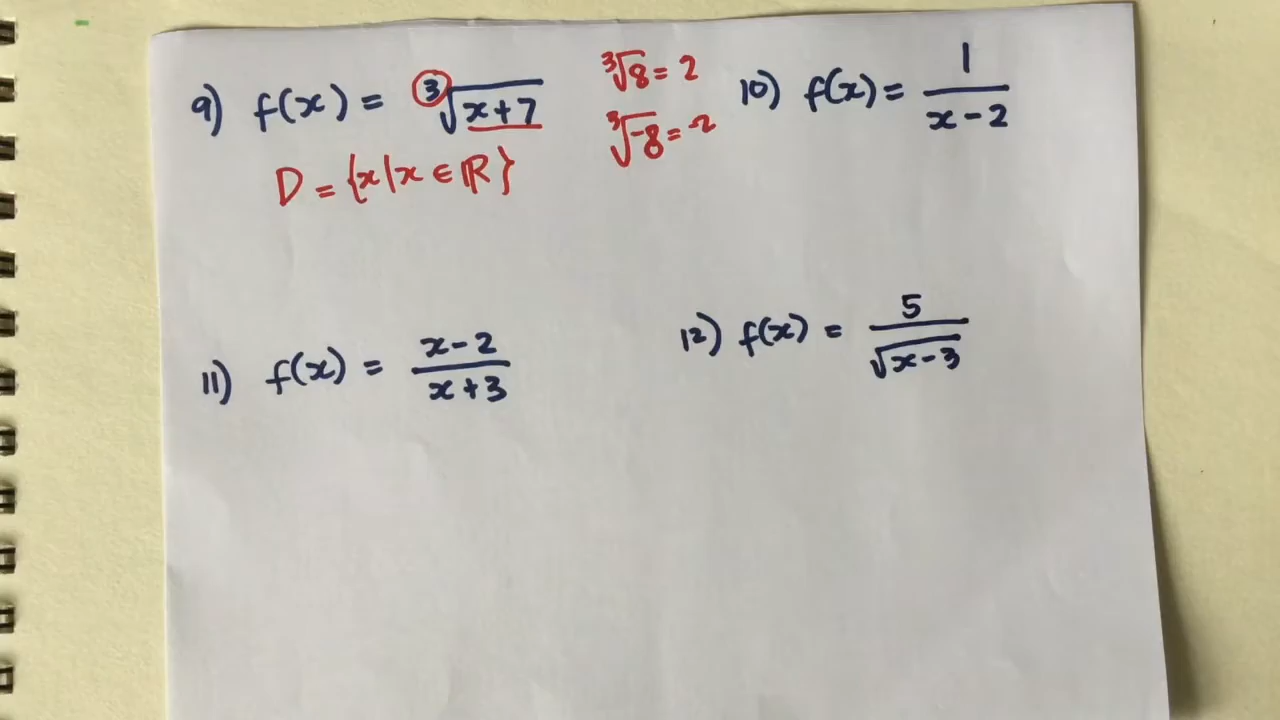 9) f(x) = ∛(x+7)
D = {x|x ∈ ℝ}
∛8 = 2
∛-8 = -2
10) f(x) = 1/(x-2)
11) f(x) = (x-2)/(x+3)
12) f(x) = 5/√(x-3)